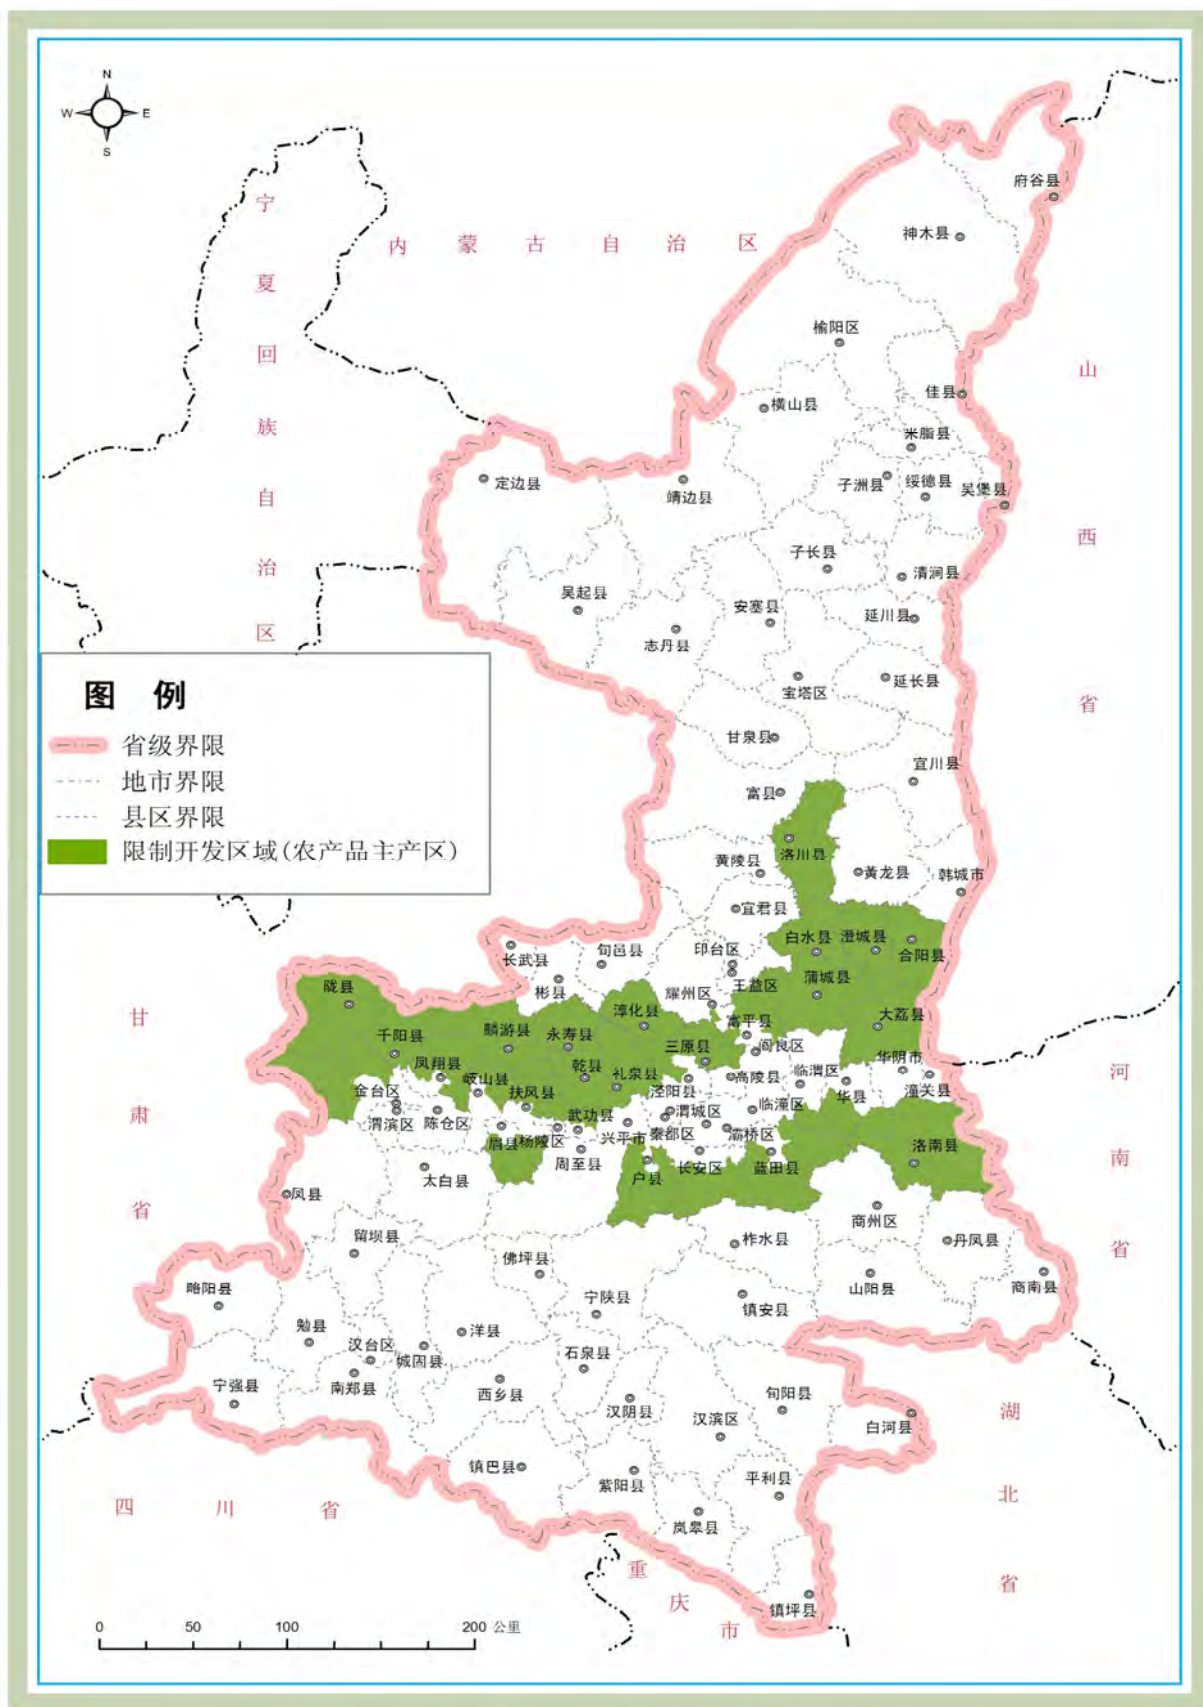 N
W
E
S
宁夏回族自治区
内蒙古自治区
山西省
府谷县
神木县
榆阳区
佳县
横山县
米脂县
定边县
靖边县
子洲县
绥德县
吴堡县
子长县
清涧县
吴起县
安塞县
延川县
志丹县
宝塔区
延长县
甘泉县
宜川县
富县
洛川县
黄陵县
黄龙县
韩城市
宜君县
图例
省级界限
地市界限
县区界限
限制开发区域(农产品主产区)
长武县
旬邑县
印台区
白水县
澄城县
合阳县
彬县
王益区
蒲城县
陇县
耀州区
淳化县
大荔县
甘肃省
千阳县
麟游县
永寿县
富平县
三原县
阎良区
华阴市
凤翔县
岐山县
乾县
礼泉县
泾阳县
高陵县
临渭区
华县
潼关县
河南省
金台区
扶风县
渭滨区
陈仓区
武功县
兴平市
渭城区
秦都区
临潼区
灞桥区
眉县
杨陵区
周至县
户县
长安区
蓝田县
洛南县
太白县
凤县
商州区
留坝县
佛坪县
柞水县
丹凤县
略阳县
宁陕县
镇安县
山阳县
商南县
勉县
汉台区
城固县
洋县
石泉县
宁强县
南郑县
西乡县
汉阴县
汉滨区
旬阳县
白河县
湖北省
镇巴县
紫阳县
平利县
岚皋县
镇坪县
四川省
重庆市
0 50 100 200 公里